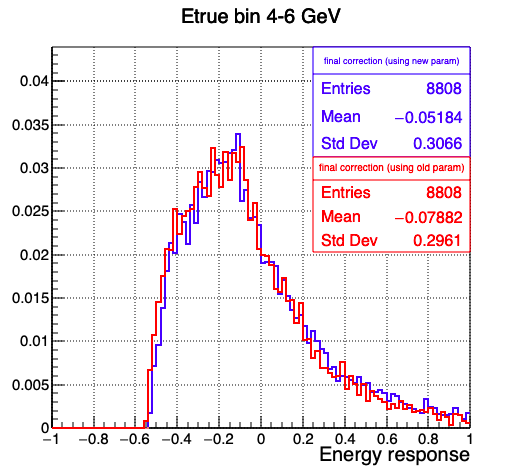 Etrue bin 4-6 GeV
final correction (using new param)
Entries 8808
Mean −0.05184
Std Dev 0.3066
final correction (using old param)
Entries 8808
Mean −0.07882
Std Dev 0.2961
0.04
0.035
0.03
0.025
0.02
0.015
0.01
0.005
0
−1 −0.8 −0.6 −0.4 −0.2 0 0.2 0.4 0.6 0.8 1
Energy response